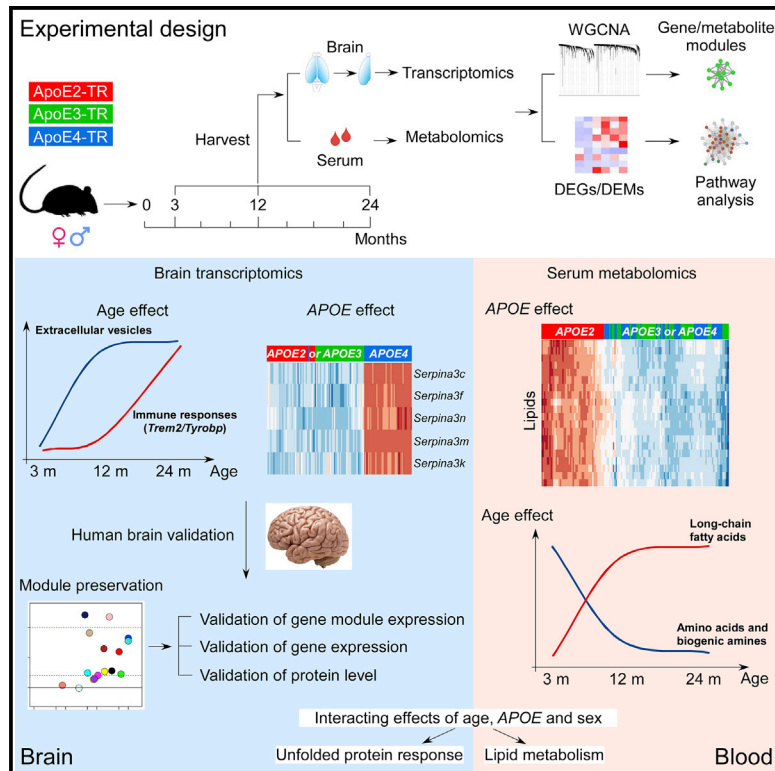 Experimental design
ApoE2-TR
ApoE3-TR
ApoE4-TR
Harvest
Brain
Serum
Transcriptomics
Metabolomics
WGCNA
DEGs/DEMs
Gene/metabolite
modules
Pathway
analysis
0 3 12 24
Months
Brain transcriptomics
Age effect
Extracellular vesicles
Immune responses
(Trem2/Tyrobp)
3 m 12 m 24 m Age
APOE effect
APOE2 or APOE3 APOE4
Serpina3c
Serpina3f
Serpina3n
Serpina3m
Serpina3k
Human brain validation
Module preservation
Validation of gene module expression
Validation of gene expression
Validation of protein level
Serum metabolomics
APOE effect
APOE2 APOE3 or APOE4
Lipids
Age effect
Long-chain
fatty acids
Amino acids and
biogenic amines
3 m 12 m 24 m Age
Interacting effects of age, APOE and sex
Unfolded protein response
Lipid metabolism
Brain
Blood